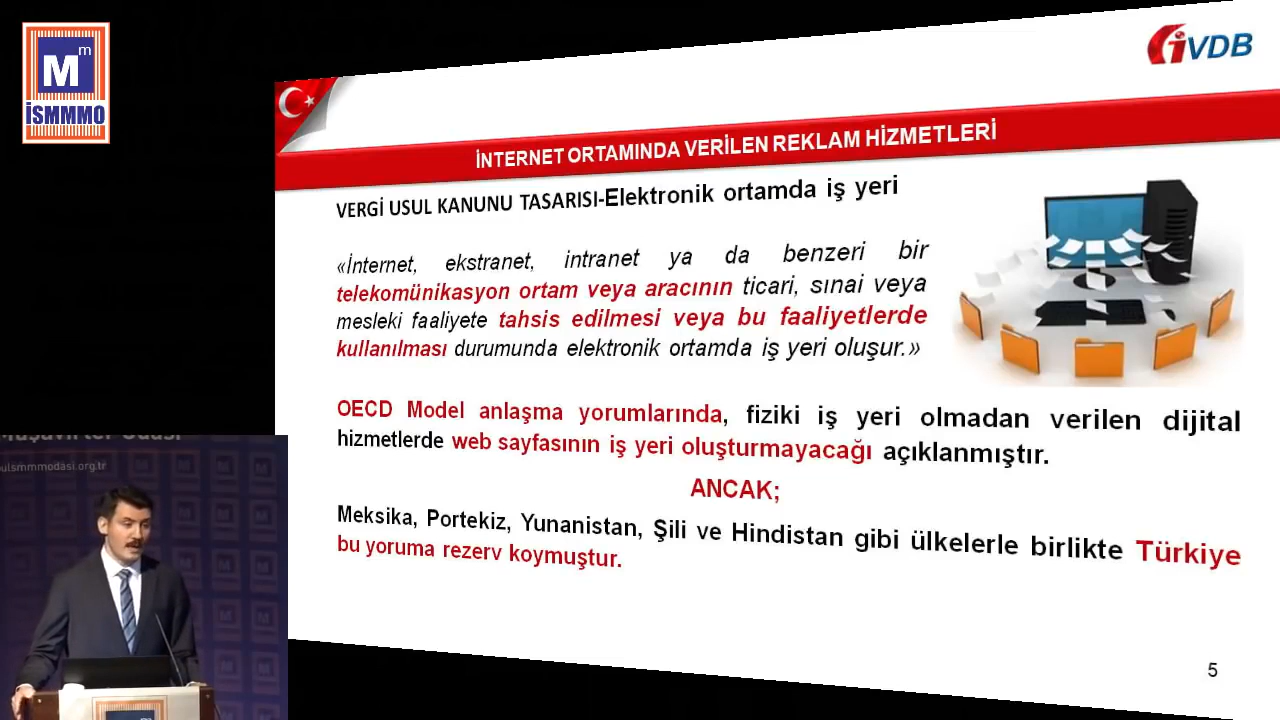 M
m
İSMMMO
iVDB
İNTERNET ORTAMINDA VERİLEN REKLAM HİZMETLERİ
VERGİ USUL KANUNU TASARISI-Elektronik ortamda iş yeri
«İnternet, ekstranet, intranet ya da benzeri bir
telekomünikasyon ortam veya aracının ticari, sınai veya
mesleki faaliyete tahsis edilmesi veya bu faaliyetlerde
kullanılması durumunda elektronik ortamda iş yeri oluşur.»
OECD Model anlaşma yorumlarında, fiziki iş yeri olmadan verilen dijital
hizmetlerde web sayfasının iş yeri oluşturmayacağı açıklanmıştır.
ANCAK;
Meksika, Portekiz, Yunanistan, Şili ve Hindistan gibi ülkelerle birlikte Türkiye
bu yoruma rezerv koymuştur.
5